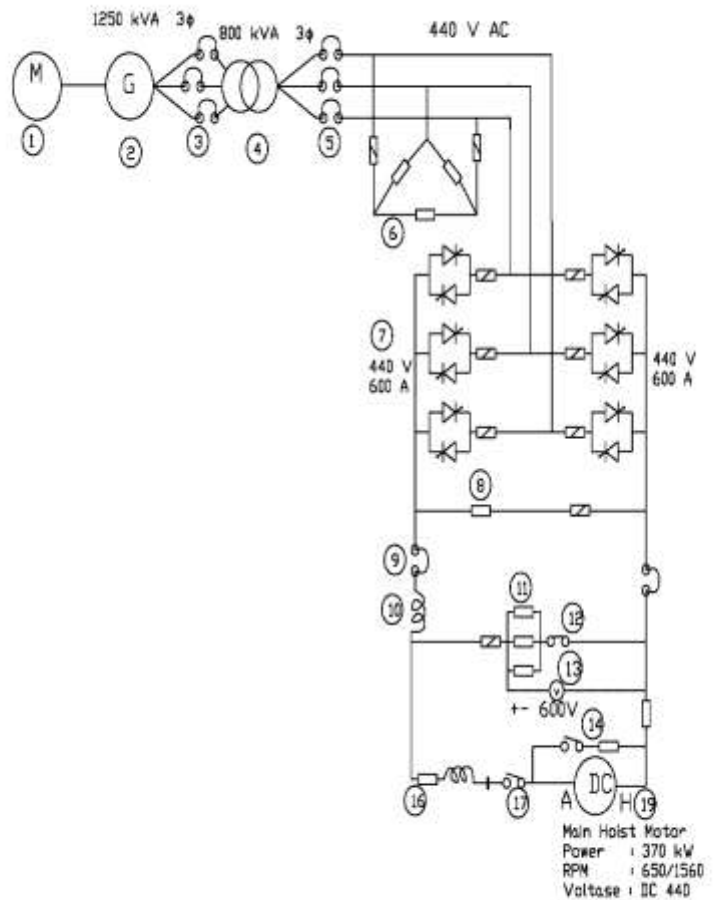 1250 kVA 3ϕ
800 kVA 3ϕ
440 V AC
M
G
1
2
3
4
5
6
7
440 V
600 A
440 V
600 A
8
9
10
11
12
13
V
+- 600V
14
16
17
A
DC
H
19
Main Hoist Motor
Power : 370 kW
RPM : 650/1560
Voltase : DC 440